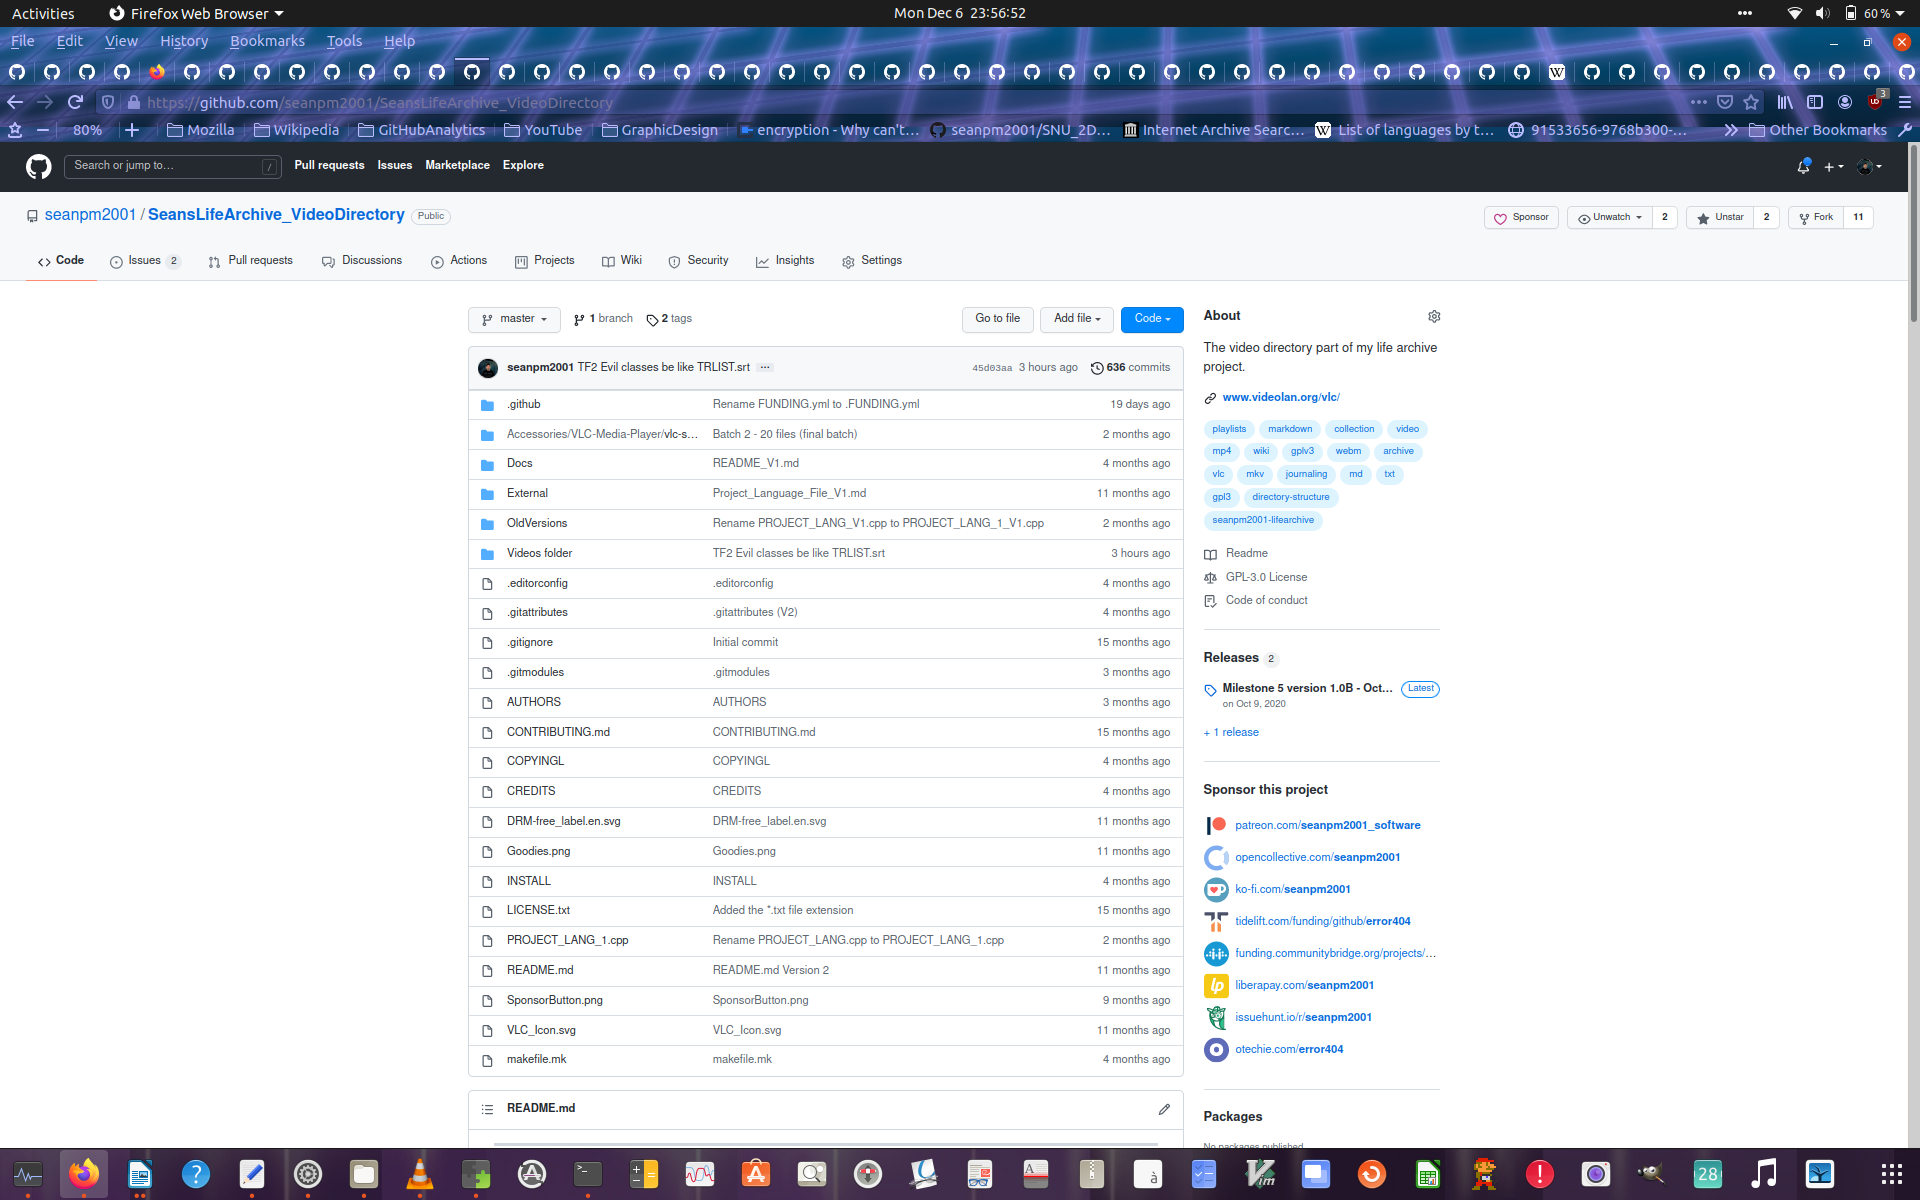 Activities Firefox Web Browser Mon Dec 6 23:56:52 60 %
File Edit View History Bookmarks Tools Help
https://github.com/seanpm2001/SeansLifeArchive_VideoDirectory 3
80% Mozilla Wikipedia GitHubAnalytics YouTube GraphicDesign encryption - Why can't… seanpm2001/SNU_2D… Internet Archive Searc… List of languages by t… 91533656-9768b300-… Other Bookmarks
Search or jump to… / Pull requests Issues Marketplace Explore
seanpm2001 / SeansLifeArchive_VideoDirectory Public Sponsor Unwatch 2 Unstar 2 Fork 11
Code Issues 2 Pull requests Discussions Actions Projects Wiki Security Insights Settings
master 1 branch 2 tags Go to file Add file Code
seanpm2001 TF2 Evil classes be like TRLIST.srt … 45d03aa 3 hours ago 636 commits
.github Rename FUNDING.yml to .FUNDING.yml 19 days ago
Accessories/VLC-Media-Player/vlc-s… Batch 2 - 20 files (final batch) 2 months ago
Docs README_V1.md 4 months ago
External Project_Language_File_V1.md 11 months ago
OldVersions Rename PROJECT_LANG_V1.cpp to PROJECT_LANG_1_V1.cpp 2 months ago
Videos folder TF2 Evil classes be like TRLIST.srt 3 hours ago
.editorconfig .editorconfig 4 months ago
.gitattributes .gitattributes (V2) 4 months ago
.gitignore Initial commit 15 months ago
.gitmodules .gitmodules 3 months ago
AUTHORS AUTHORS 3 months ago
CONTRIBUTING.md CONTRIBUTING.md 15 months ago
COPYINGL COPYINGL 4 months ago
CREDITS CREDITS 4 months ago
DRM-free_label.en.svg DRM-free_label.en.svg 11 months ago
Goodies.png Goodies.png 11 months ago
INSTALL INSTALL 4 months ago
LICENSE.txt Added the *.txt file extension 15 months ago
PROJECT_LANG_1.cpp Rename PROJECT_LANG.cpp to PROJECT_LANG_1.cpp 2 months ago
README.md README.md Version 2 11 months ago
SponsorButton.png SponsorButton.png 9 months ago
VLC_Icon.svg VLC_Icon.svg 11 months ago
makefile.mk makefile.mk 4 months ago
README.md
About
The video directory part of my life archive
project.
www.videolan.org/vlc/
playlists markdown collection video
mp4 wiki gplv3 webm archive
vlc mkv journaling md txt
gpl3 directory-structure
seanpm2001-lifearchive
Readme
GPL-3.0 License
Code of conduct
Releases 2
Milestone 5 version 1.0B - Oct… Latest
on Oct 9, 2020
+ 1 release
Sponsor this project
patreon.com/seanpm2001_software
opencollective.com/seanpm2001
ko-fi.com/seanpm2001
tidelift.com/funding/github/error404
funding.communitybridge.org/projects/…
liberapay.com/seanpm2001
issuehunt.io/r/seanpm2001
otechie.com/error404
Packages
No packages published
28